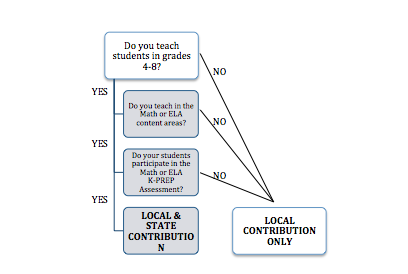 Do you teach
students in grades
4-8?
NO
YES
Do you teach in the
Math or ELA
content areas?
NO
YES
Do your students
participate in the
Math or ELA
K-PREP
Assessment?
NO
YES
LOCAL &
STATE
CONTRIBUTIO
N
LOCAL
CONTRIBUTION
ONLY